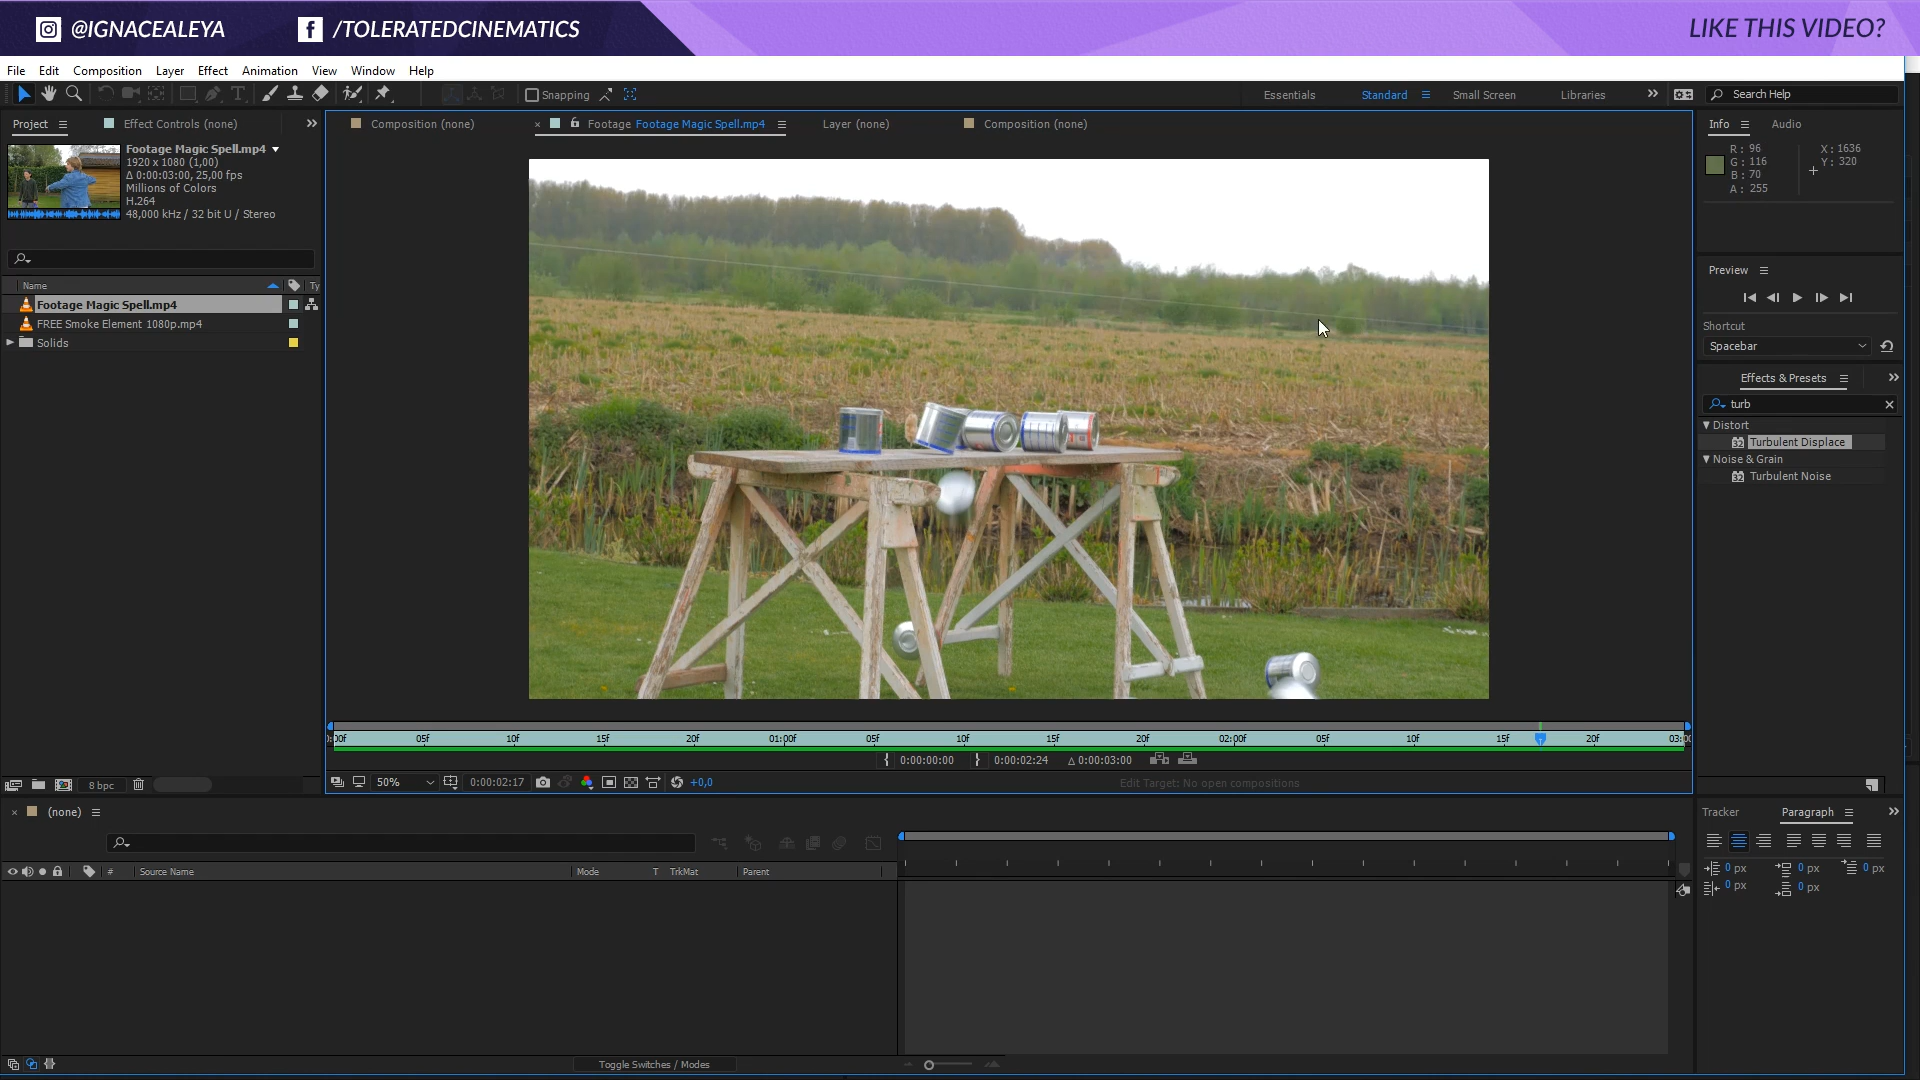 @IGNACEALEYA
/TOLERATEDCINEMATICS
LIKE THIS VIDEO?
File Edit Composition Layer Effect Animation View Window Help
Snapping
Essentials Standard Small Screen Libraries
Search Help
Project
Effect Controls (none)
Composition (none)
Footage Footage Magic Spell.mp4
Layer (none)
Composition (none)
Info
Audio
Footage Magic Spell.mp4
1920 x 1080 (1,00)
Δ 0:00:03:00, 25,00 fps
Millions of Colors
H.264
48,000 kHz / 32 bit U / Stereo
R: 96
G: 116
B: 70
A: 255
X: 1636
Y: 320
Name
Ty
Footage Magic Spell.mp4
FREE Smoke Element 1080p.mp4
Solids
Preview
Shortcut
Spacebar
Effects & Presets
turb
Distort
32 Turbulent Displace
Noise & Grain
32 Turbulent Noise
05f 10f 15f 20f 01:00f 05f 10f 15f 20f 02:00f 05f 10f 15f 20f
0:00:00:00
0:00:02:24
Δ 0:00:03:00
8 bpc
50%
0:00:02:17
+0,0
Edit Target: No open compositions
(none)
Tracker
Paragraph
# Source Name Mode T TrkMat Parent
0 px 0 px 0 px
0 px 0 px
Toggle Switches / Modes